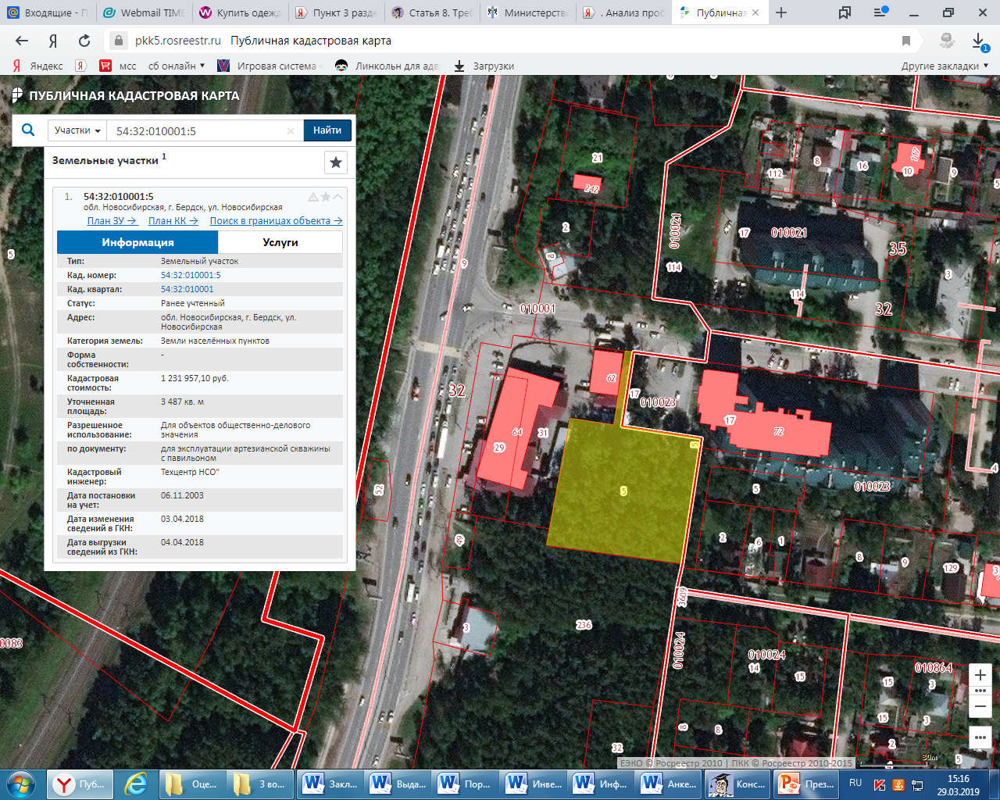 Входящие - П
Webmail TIME
Купить одеж
Пункт 3 разде
Статья 8. Треб
Министерство
. Анализ проб
Публичная
pkk5.rosreestr.ru Публичная кадастровая карта
Яндекс
мсс
сб онлайн
Игровая система
Линкольн для адв
Загрузки
Другие закладки
ПУБЛИЧНАЯ КАДАСТРОВАЯ КАРТА
Участки
54:32:010001:5
Найти
Земельные участки 1
1. 54:32:010001:5
обл. Новосибирская, г. Бердск, ул. Новосибирская
План ЗУ → План КК → Поиск в границах объекта →
Информация Услуги
Тип: Земельный участок
Кад. номер: 54:32:010001:5
Кад. квартал: 54:32:010001
Статус: Ранее учтенный
Адрес: обл. Новосибирская, г. Бердск, ул.
Новосибирская
Категория земель: Земли населённых пунктов
Форма
собственности: -
Кадастровая
стоимость: 1 231 957,10 руб.
Уточненная
площадь: 3 487 кв. м
Разрешенное
использование: Для объектов общественно-делового
значения
по документу: для эксплуатации артезианской скважины
с павильоном
Кадастровый
инженер: Техцентр НСО"
Дата постановки
на учет: 06.11.2003
Дата изменения
сведений в ГКН: 03.04.2018
Дата выгрузки
сведений из ГКН: 04.04.2018
21
242
2
8
9
5
010001
010021
114
17
010021
35
112
8
16
10
107
9
5
3
114
32
32
62
17
010023
17
72
64
31
29
5
5
52
49
3
236
5
010023
2
6
1
8
9
129
3
4
3609
010024
010024
14
15
010864
15
3
15
3
2
5
4
8
8
32
0083
ЕЭКО © Росреестр 2010 | ПКК © Росреестр 2010-2015
30м
Пуб...
Оце...
3 во...
Закл...
Выда...
Пор...
Инве...
Инф...
Анке...
Конс...
През...
RU
15:16
29.03.2019